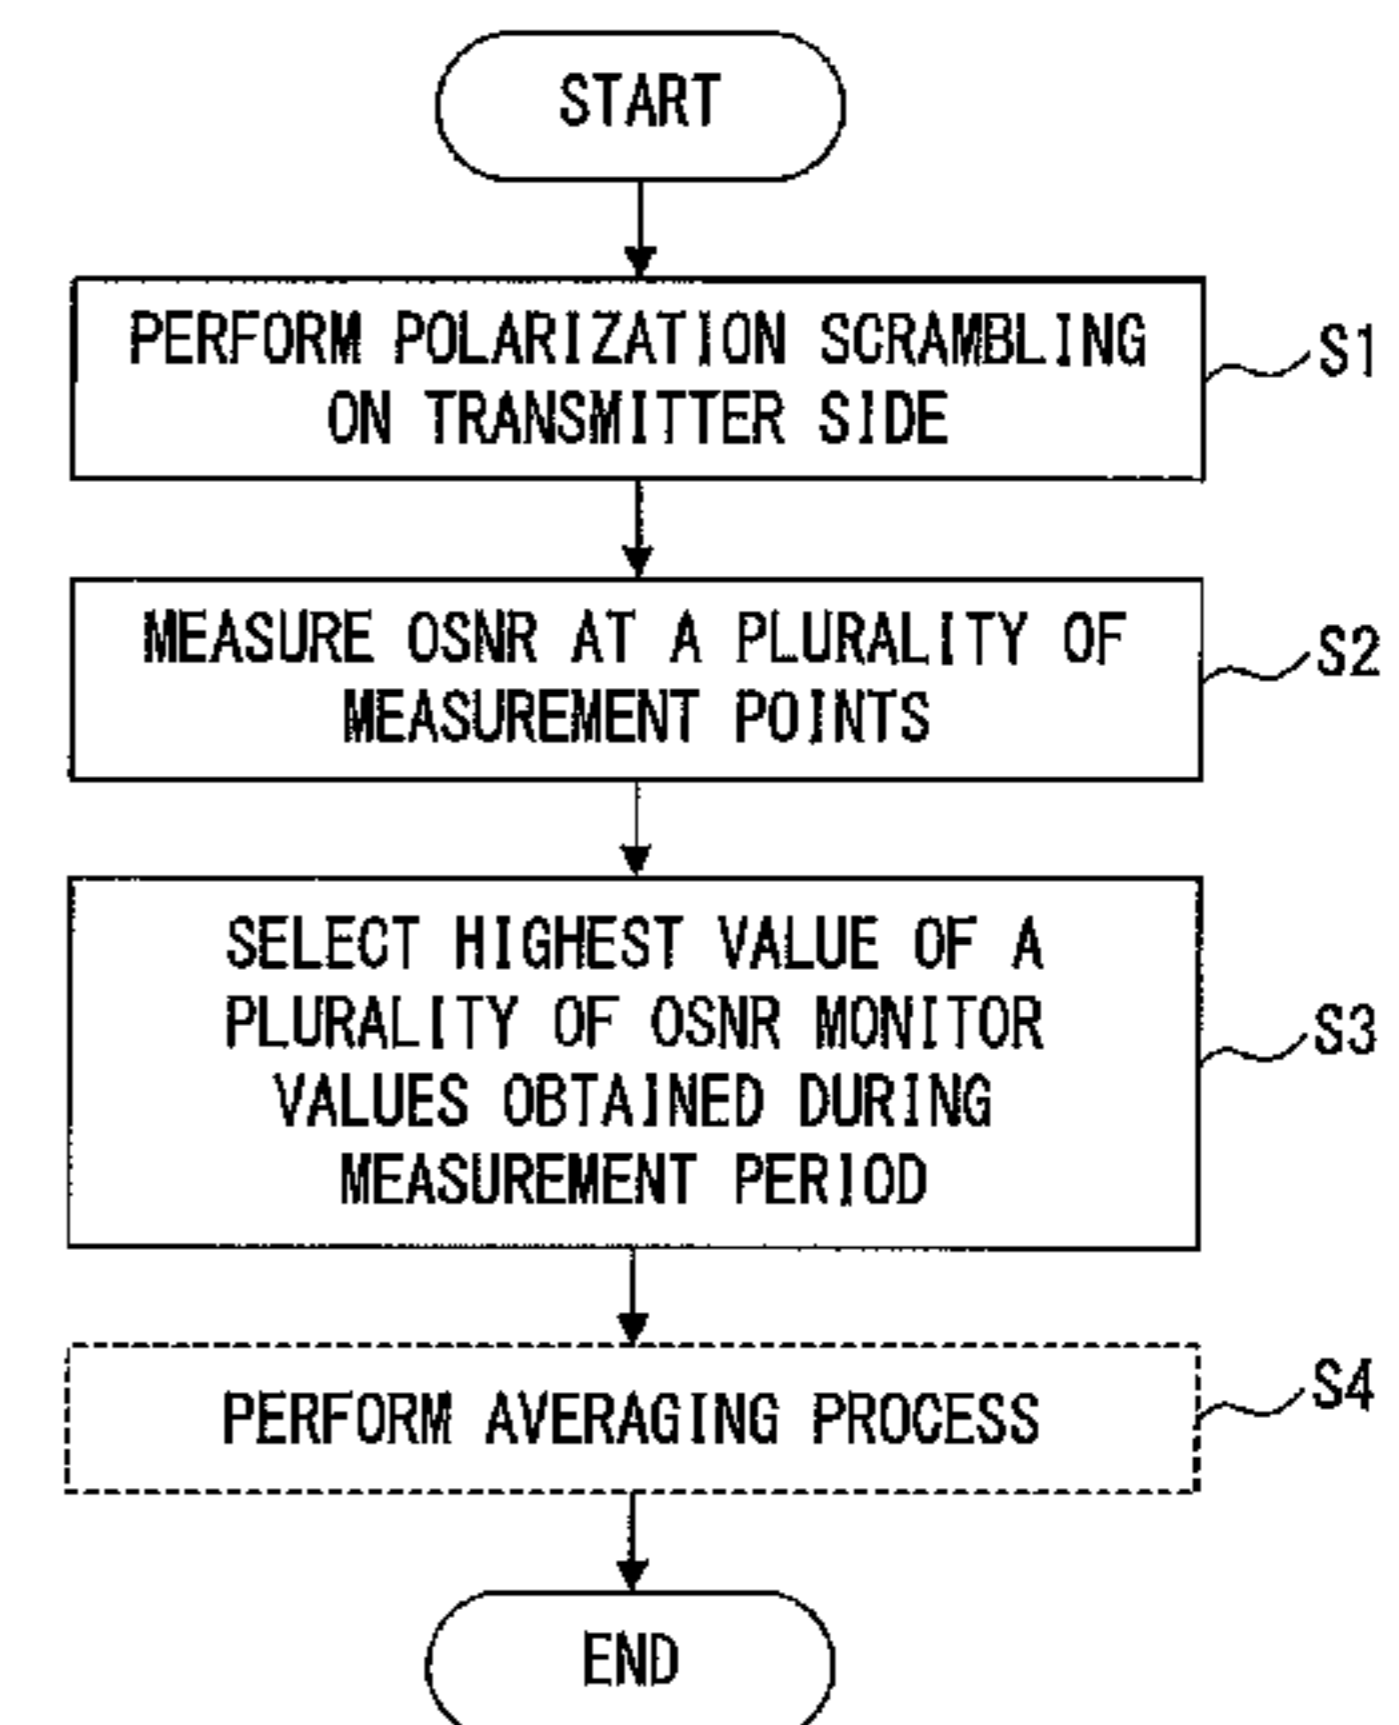 START
PERFORM POLARIZATION SCRAMBLING
ON TRANSMITTER SIDE
S1
MEASURE OSNR AT A PLURALITY OF
MEASUREMENT POINTS
S2
SELECT HIGHEST VALUE OF A
PLURALITY OF OSNR MONITOR
VALUES OBTAINED DURING
MEASUREMENT PERIOD
S3
PERFORM AVERAGING PROCESS
S4
END